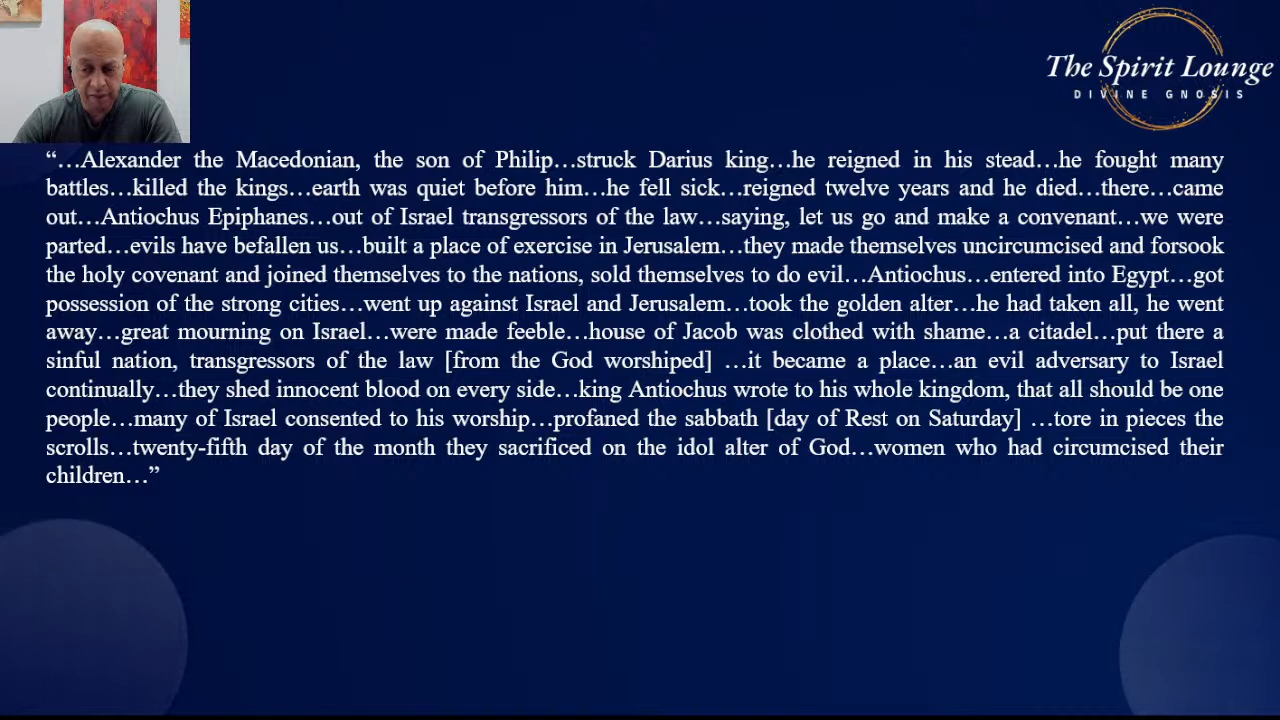 The Spirit Lounge
DIVINE GNOSIS
“…Alexander the Macedonian, the son of Philip…struck Darius king…he reigned in his stead…he fought many
battles…killed the kings…earth was quiet before him…he fell sick…reigned twelve years and he died…there…came
out…Antiochus Epiphanes…out of Israel transgressors of the law…saying, let us go and make a convenant…we were
parted…evils have befallen us…built a place of exercise in Jerusalem…they made themselves uncircumcised and forsook
the holy covenant and joined themselves to the nations, sold themselves to do evil…Antiochus…entered into Egypt…got
possession of the strong cities…went up against Israel and Jerusalem…took the golden alter…he had taken all, he went
away…great mourning on Israel…were made feeble…house of Jacob was clothed with shame…a citadel…put there a
sinful nation, transgressors of the law [from the God worshiped] …it became a place…an evil adversary to Israel
continually…they shed innocent blood on every side…king Antiochus wrote to his whole kingdom, that all should be one
people…many of Israel consented to his worship…profaned the sabbath [day of Rest on Saturday] …tore in pieces the
scrolls…twenty-fifth day of the month they sacrificed on the idol alter of God…women who had circumcised their
children…”